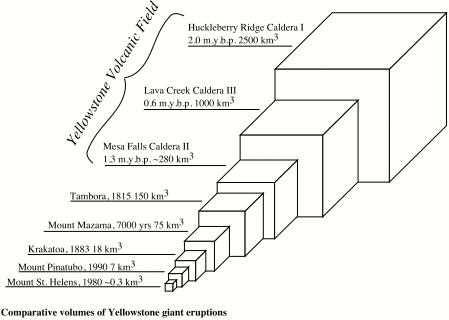 Yellowstone Volcanic Field
Huckleberry Ridge Caldera I
2.0 m.y.b.p. 2500 km3
Lava Creek Caldera III
0.6 m.y.b.p. 1000 km3
Mesa Falls Caldera II
1.3 m.y.b.p. ~280 km3
Tambora, 1815 150 km3
Mount Mazama, 7000 yrs 75 km3
Krakatoa, 1883 18 km3
Mount Pinatubo, 1990 7 km3
Mount St. Helens, 1980 ~0.3 km3
Comparative volumes of Yellowstone giant eruptions